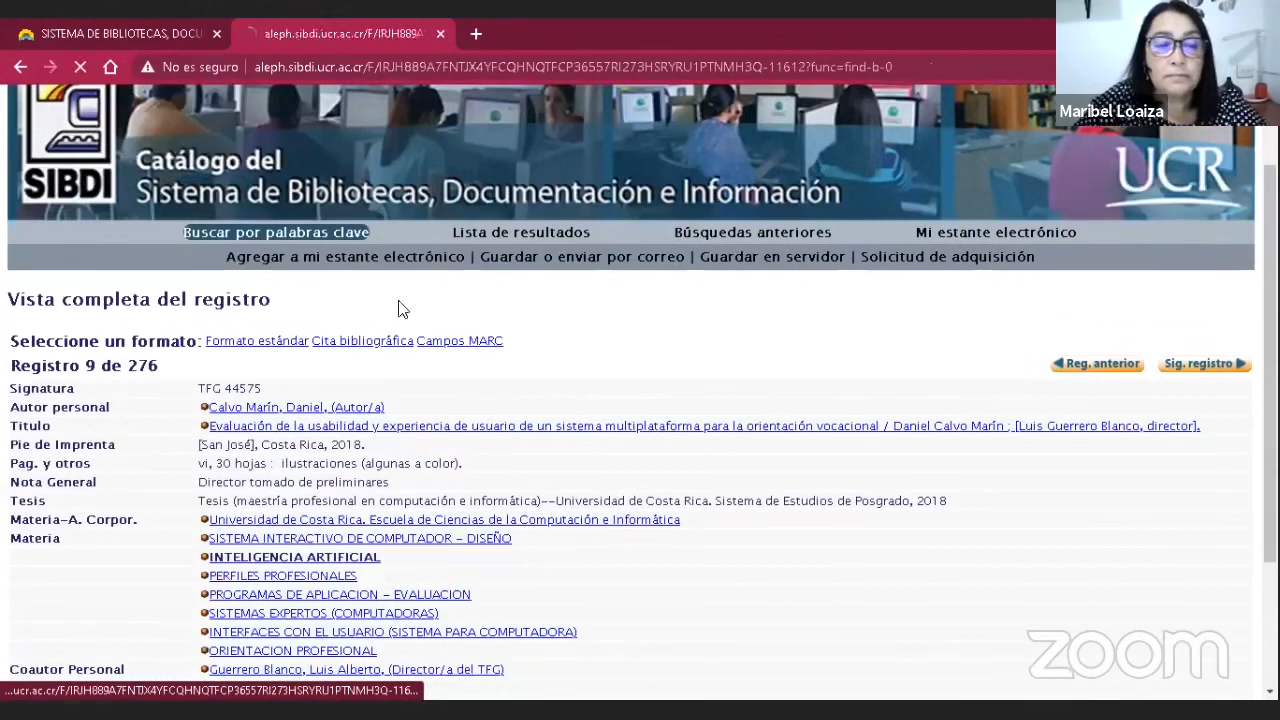 SISTEMA DE BIBLIOTECAS, DOCU
aleph.sibdi.ucr.ac.cr/F/IRJH889A
No es seguro
aleph.sibdi.ucr.ac.cr/F/IRJH889A7FNTJX4YFCQHNQTFCP36557RI273HSRYRU1PTNMH3Q-11612?func=find-b-0
Maribel Loaiza
SIBDI
Catálogo del
Sistema de Bibliotecas, Documentación e Información
UCR
Buscar por palabras clave Lista de resultados Búsquedas anteriores Mi estante electrónico
Agregar a mi estante electrónico | Guardar o enviar por correo | Guardar en servidor | Solicitud de adquisición
Vista completa del registro
Seleccione un formato: Formato estándar Cita bibliográfica Campos MARC
Registro 9 de 276 Reg. anterior Sig. registro
Signatura TFG 44575
Autor personal Calvo Marín, Daniel, (Autor/a)
Titulo Evaluación de la usabilidad y experiencia de usuario de un sistema multiplataforma para la orientación vocacional / Daniel Calvo Marín ; [Luis Guerrero Blanco, director].
Pie de Imprenta [San José], Costa Rica, 2018.
Pag. y otros vi, 30 hojas : ilustraciones (algunas a color).
Nota General Director tomado de preliminares
Tesis Tesis (maestría profesional en computación e informática)--Universidad de Costa Rica. Sistema de Estudios de Posgrado, 2018
Materia-A. Corpor. Universidad de Costa Rica. Escuela de Ciencias de la Computación e Informática
Materia SISTEMA INTERACTIVO DE COMPUTADOR - DISEÑO
INTELIGENCIA ARTIFICIAL
PERFILES PROFESIONALES
PROGRAMAS DE APLICACION - EVALUACION
SISTEMAS EXPERTOS (COMPUTADORAS)
INTERFACES CON EL USUARIO (SISTEMA PARA COMPUTADORA)
ORIENTACION PROFESIONAL
Coautor Personal Guerrero Blanco, Luis Alberto, (Director/a del TFG)
...ucr.ac.cr/F/IRJH889A7FNTJX4YFCQHNQTFCP36557RI273HSRYRU1PTNMH3Q-116...
zoom